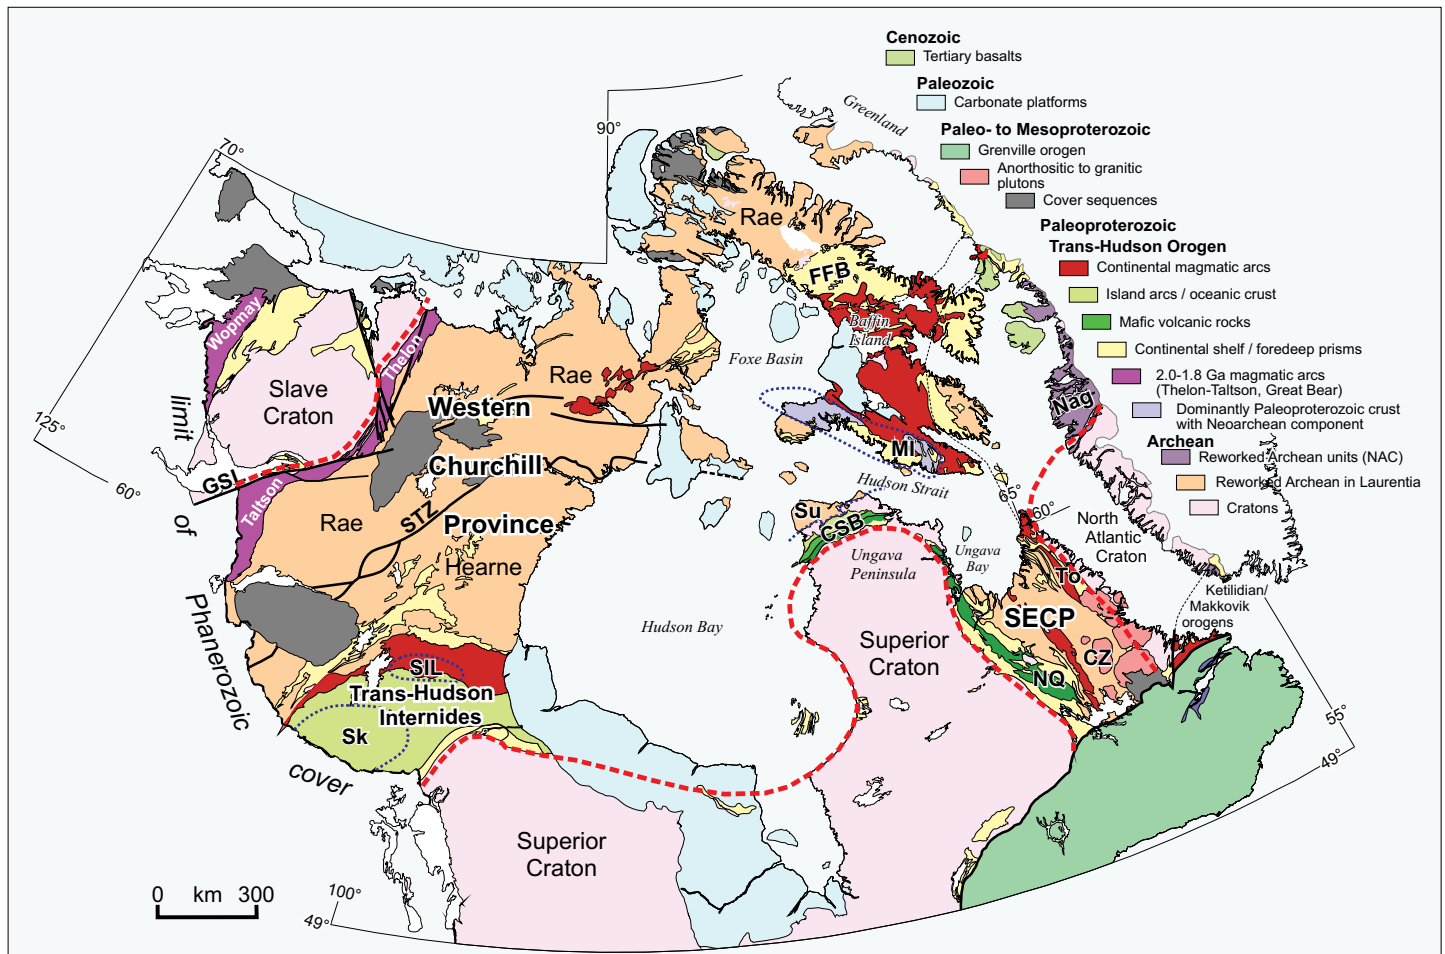 Cenozoic
Tertiary basalts
Paleozoic
Carbonate platforms
Paleo- to Mesoproterozoic
Grenville orogen
Anorthositic to granitic
plutons
Cover sequences
Paleoproterozoic
Trans-Hudson Orogen
Continental magmatic arcs
Island arcs / oceanic crust
Mafic volcanic rocks
Continental shelf / foredeep prisms
2.0-1.8 Ga magmatic arcs
(Thelon-Taltson, Great Bear)
Dominantly Paleoproterozoic crust
with Neoarchean component
Archean
Reworked Archean units (NAC)
Reworked Archean in Laurentia
Cratons
Greenland
90°
70°
125°
60°
Rae
FFB
Baffin
Island
Foxe Basin
Wopmay
Thelon
Slave
Craton
Rae
Western
Churchill
Province
GSL
Taltson
Rae
STZ
Hearne
limit
of
Phanerozoic
cover
Nag
MI
Hudson Strait
65°
60°
North
Atlantic
Craton
Su
CSB
Ungava
Peninsula
Ungava
Bay
To
SECP
CZ
NQ
Ketilidian/
Makkovik
orogens
Hudson Bay
Superior
Craton
SIL
Trans-Hudson
Internides
Sk
Superior
Craton
55°
49°
0 km 300
100°
49°